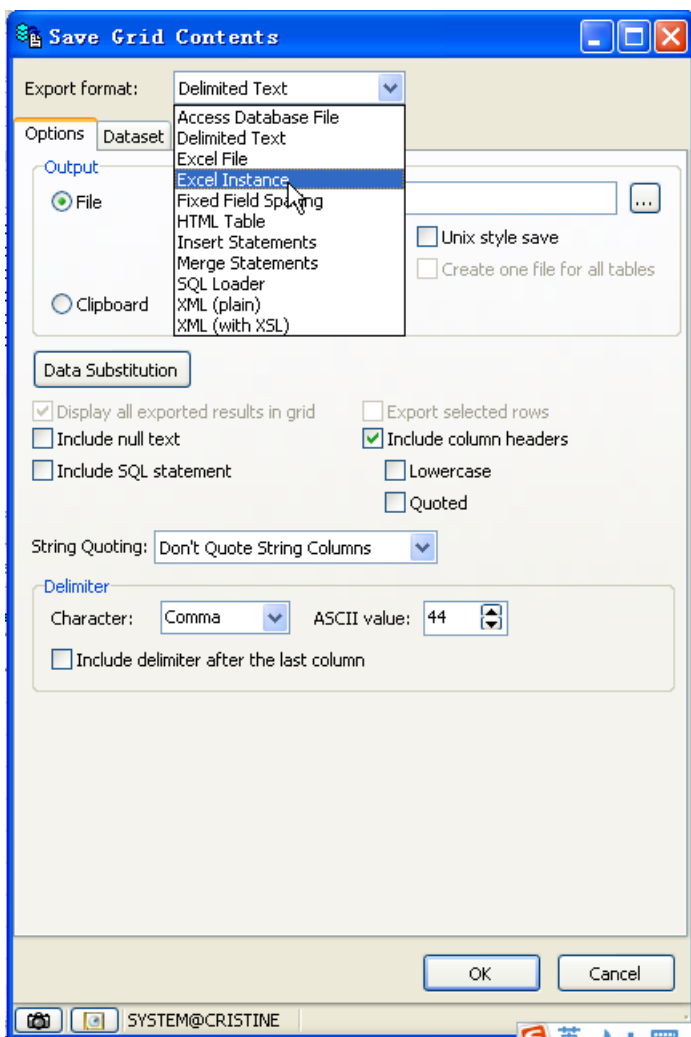 Save Grid Contents
Export format: Delimited Text
Access Database File
Options Dataset Delimited Text
Excel File
Output
Excel Instance
File Fixed Field Spacing ...
HTML Table
Insert Statements Unix style save
Merge Statements Create one file for all tables
SQL Loader
Clipboard XML (plain)
XML (with XSL)
Data Substitution
Display all exported results in grid Export selected rows
Include null text Include column headers
Include SQL statement Lowercase
Quoted
String Quoting: Don't Quote String Columns
Delimiter
Character: Comma ASCII value: 44
Include delimiter after the last column
OK Cancel
SYSTEM@CRISTINE
英